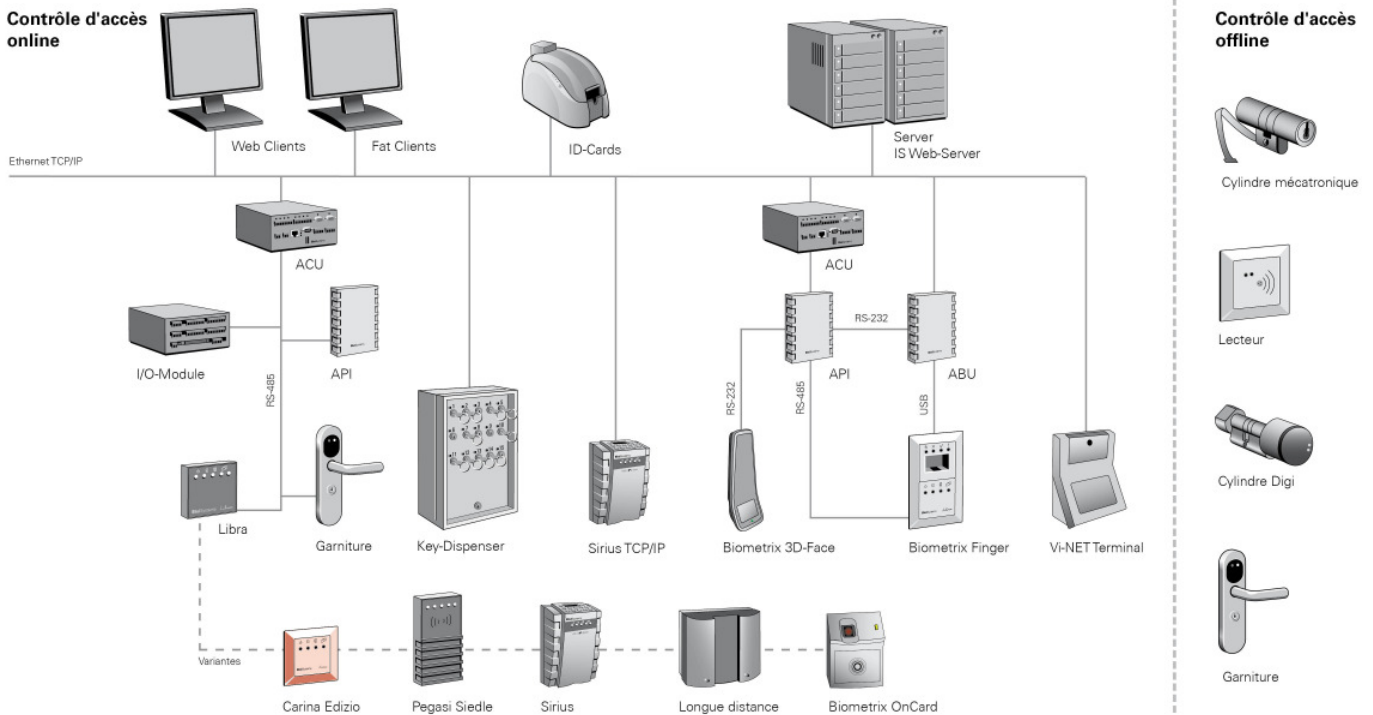 Contrôle d'accès
online
Contrôle d'accès
offline
Web Clients
Fat Clients
ID-Cards
Server
IS Web-Server
Ethernet TCP/IP
Cylindre mécatronique
ACU
ACU
RS-232
I/O-Module
API
API
ABU
Lecteur
RS-485
RS-232
RS-485
USB
Cylindre Digi
Libra
Garniture
Key-Dispenser
Sirius TCP/IP
Biometrix 3D-Face
Biometrix Finger
Vi-NET Terminal
Variantes
Garniture
Carina Edizio
Pegasi Siedle
Sirius
Longue distance
Biometrix OnCard